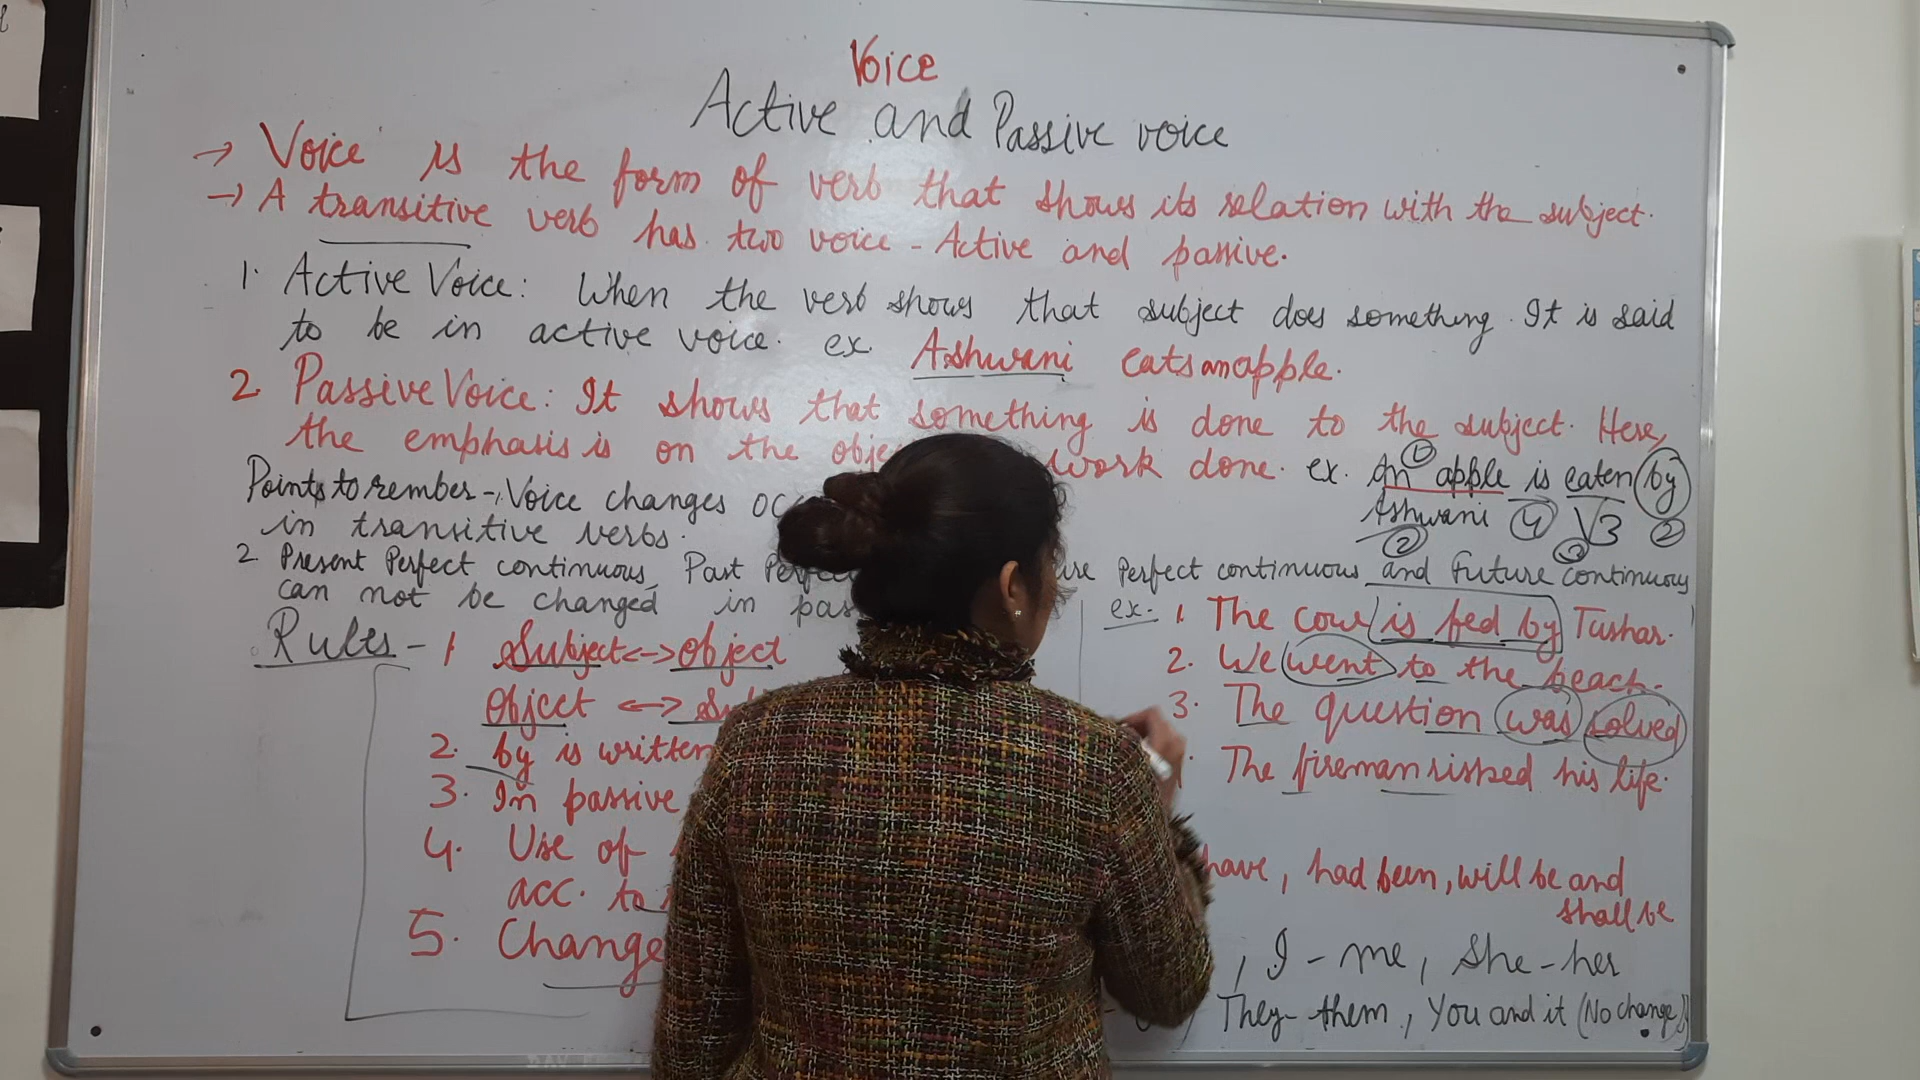 Voice
Active and Passive voice
→ Voice is the form of verb that shows its relation with the subject.
→ A transitive verb has two voice - Active and passive.
1. Active Voice: When the verb shows that subject does something. It is said
to be in active voice. ex. Ashwani eats an apple.
2. Passive Voice: It shows that something is done to the subject. Here,
the emphasis is on the work done. ex. An apple is eaten by
Ashwani
Points to rember - Voice changes
in transitive verbs.
2 Present Perfect continuous, Past Perfect continuous and future continuous
can not be changed in
Rules - 1 Subject <-> object
Object <->
2. by is written
3. In passive
4. Use of have, had been, will be and
acc. to shall be
5. Change , I - me, She - her
They - them, You and it (No change)
ex. 1. The cow is fed by Tushar.
2. We went to the beach.
3. The question was solved
The fireman risked his life.